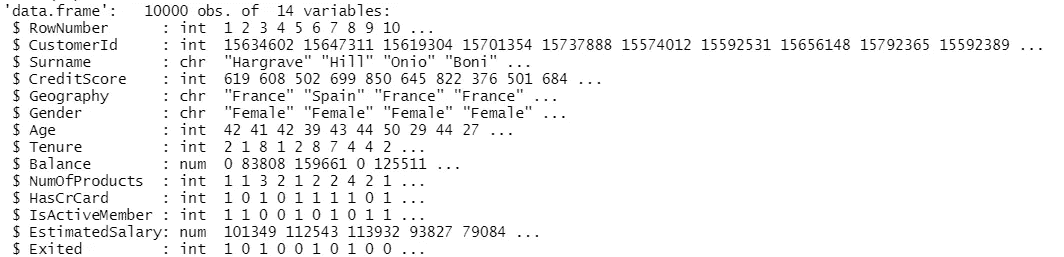 'data.frame':   10000 obs. of  14 variables:
 $ RowNumber      : int  1 2 3 4 5 6 7 8 9 10 ...
 $ CustomerId     : int  15634602 15647311 15619304 15701354 15737888 15574012 15592531 15656148 15792365 15592389 ...
 $ Surname        : chr  "Hargrave" "Hill" "Onio" "Boni" ...
 $ CreditScore    : int  619 608 502 699 850 645 822 376 501 684 ...
 $ Geography      : chr  "France" "Spain" "France" "France" ...
 $ Gender         : chr  "Female" "Female" "Female" "Female" ...
 $ Age            : int  42 41 42 39 43 44 50 29 44 27 ...
 $ Tenure         : int  2 1 8 1 2 8 7 4 4 2 ...
 $ Balance        : num  0 83808 159661 0 125511 ...
 $ NumOfProducts  : int  1 1 3 2 1 2 2 4 2 1 ...
 $ HasCrCard      : int  1 0 1 0 1 1 1 1 0 1 ...
 $ IsActiveMember : int  1 1 0 0 1 0 1 0 1 1 ...
 $ EstimatedSalary: num  101349 112543 113932 93827 79084 ...
 $ Exited         : int  1 0 1 0 0 1 0 1 0 0 ...